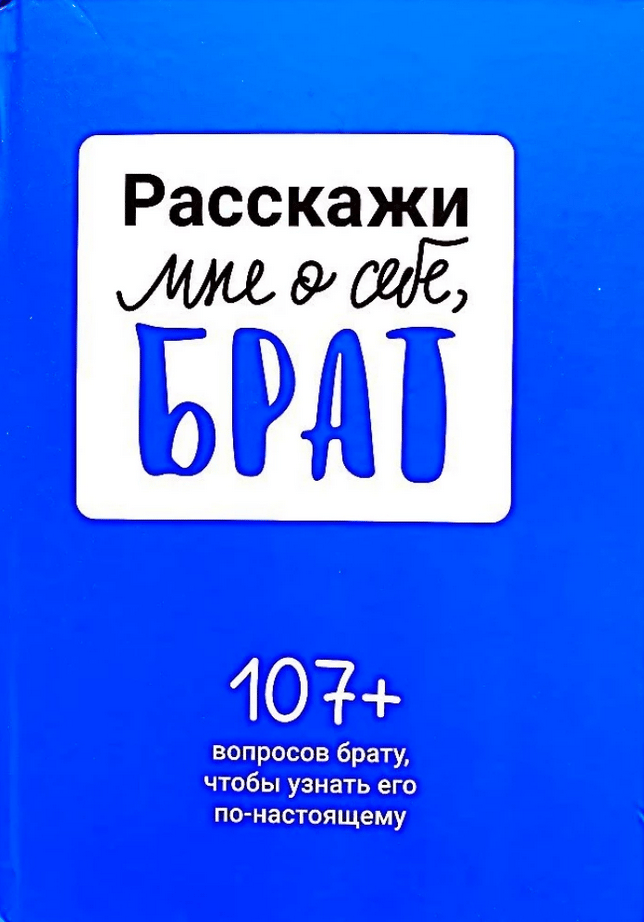 Расскажи
мне о себе,
БРАТ
107+
вопросов брату,
чтобы узнать его
по-настоящему